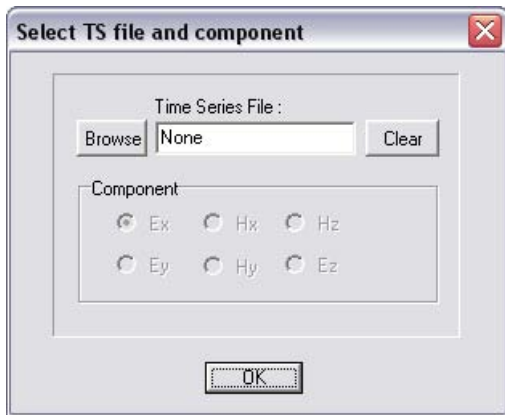 Select TS file and component
Time Series File :
Browse None Clear
Component
Ex Hx Hz
Ey Hy Ez
OK